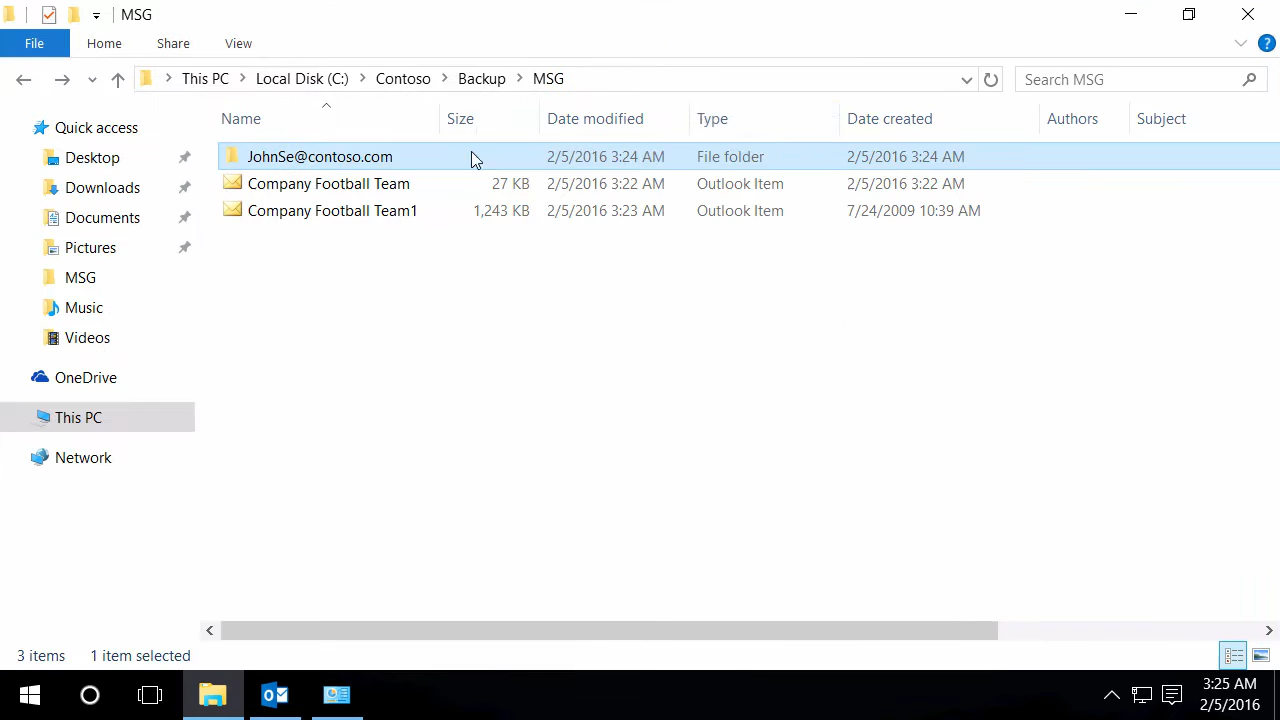 MSG
File Home Share View
This PC Local Disk (C:) Contoso Backup MSG Search MSG
Name Size Date modified Type Date created Authors Subject
Quick access
Desktop
Downloads
Documents
Pictures
MSG
Music
Videos
OneDrive
This PC
Network
JohnSe@contoso.com 2/5/2016 3:24 AM File folder 2/5/2016 3:24 AM
Company Football Team 27 KB 2/5/2016 3:22 AM Outlook Item 2/5/2016 3:22 AM
Company Football Team1 1,243 KB 2/5/2016 3:23 AM Outlook Item 7/24/2009 10:39 AM
3 items 1 item selected
3:25 AM
2/5/2016